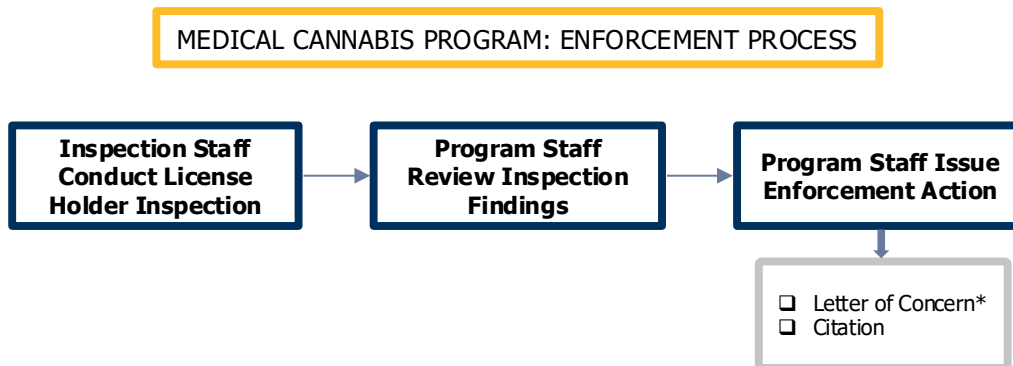 MEDICAL CANNABIS PROGRAM: ENFORCEMENT PROCESS
Inspection Staff
Conduct License
Holder Inspection
Program Staff
Review Inspection
Findings
Program Staff Issue
Enforcement Action
❑ Letter of Concern*
❑ Citation